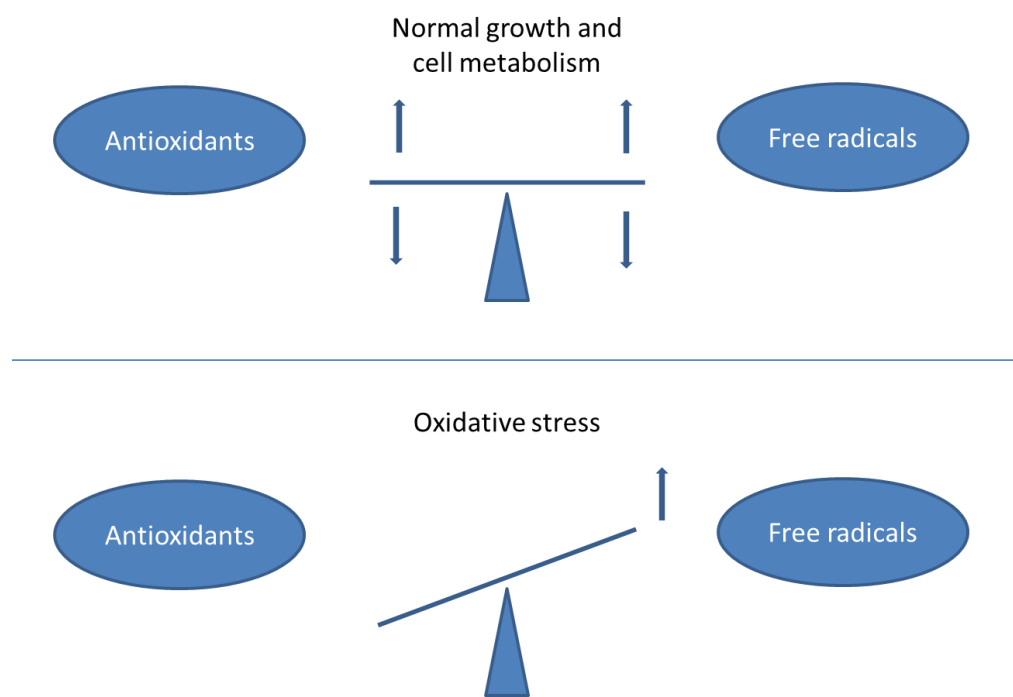 Normal growth and
cell metabolism
Antioxidants
Free radicals
Oxidative stress
Antioxidants
Free radicals